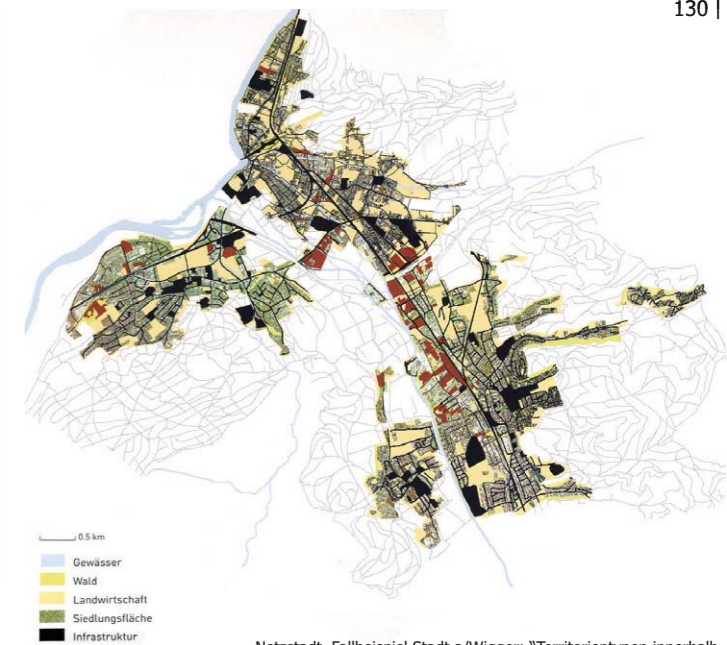 130 |
0.5 km
Gewässer
Wald
Landwirtschaft
Siedlungsfläche
Infrastruktur